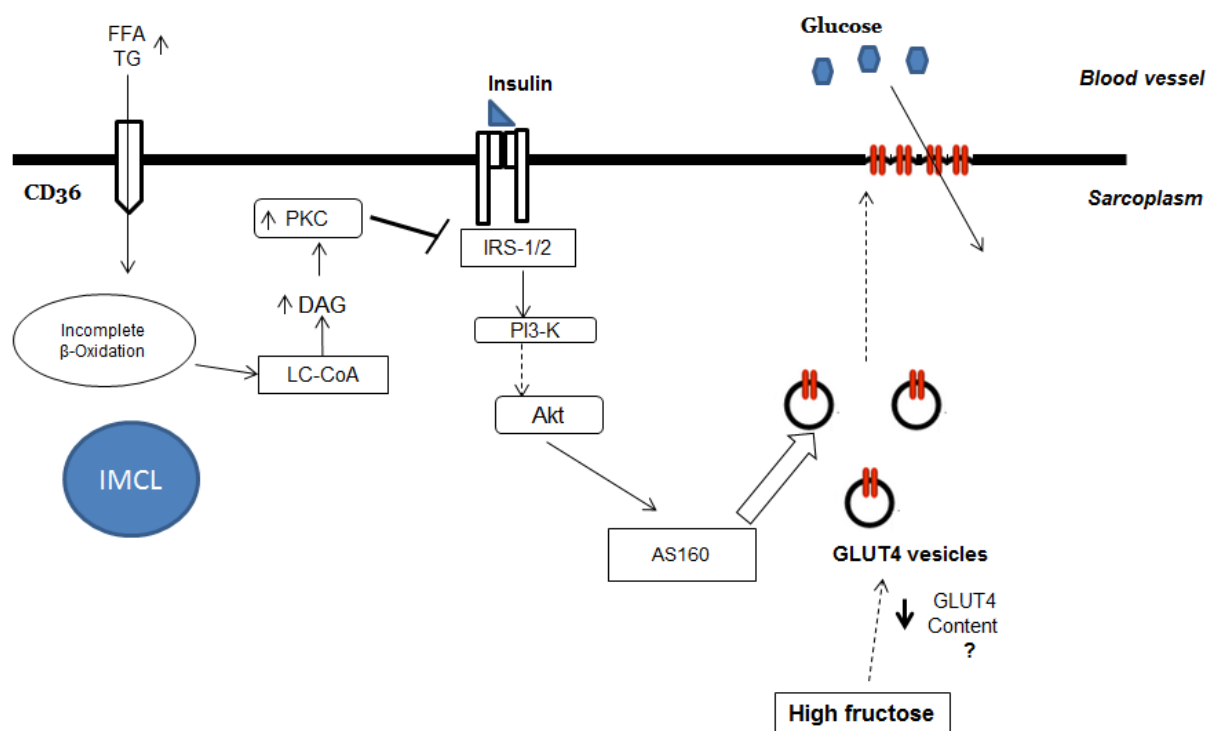 FFA
TG
Glucose
Insulin
Blood vessel
CD36
Sarcoplasm
PKC
IRS-1/2
DAG
PI3-K
Incomplete
β-Oxidation
LC-CoA
Akt
IMCL
AS160
GLUT4 vesicles
GLUT4
Content
?
High fructose